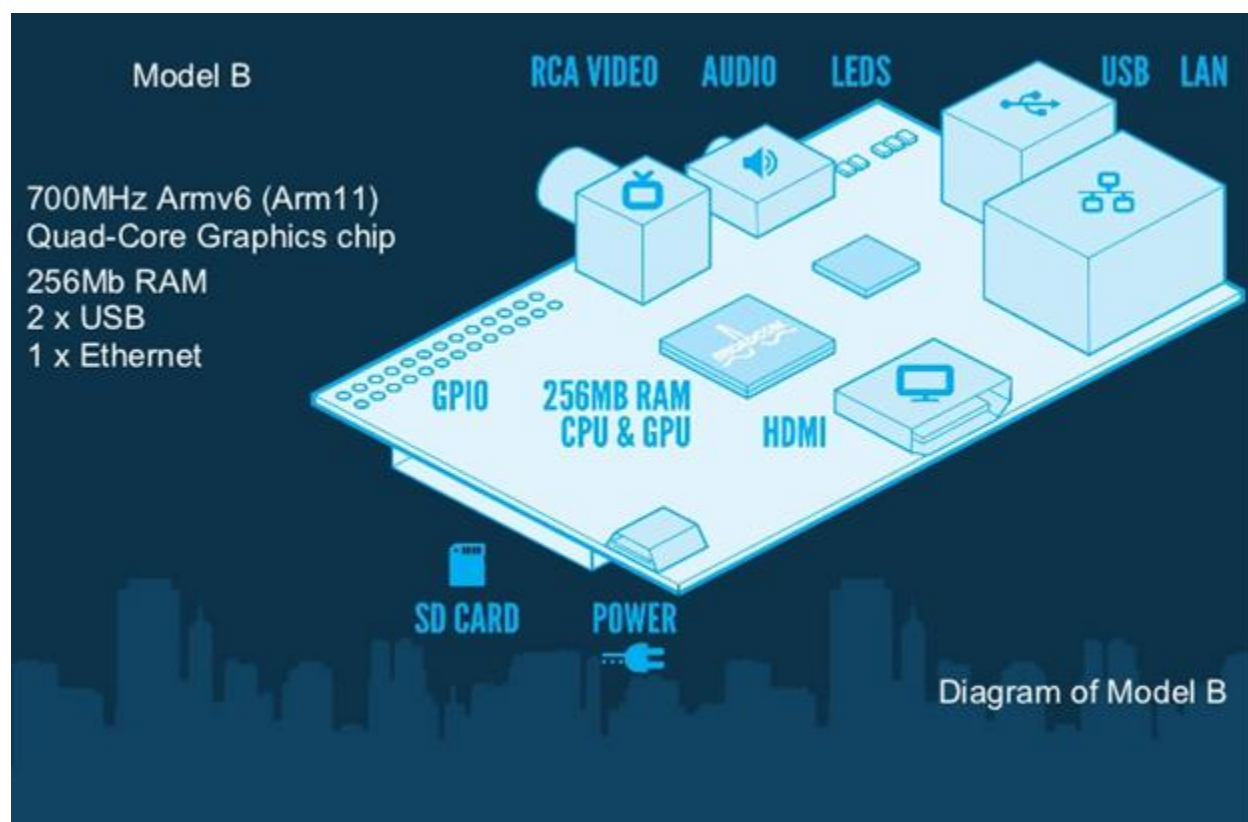 Model B
RCA VIDEO AUDIO LEDS USB LAN
700MHz Armv6 (Arm11)
Quad-Core Graphics chip
256Mb RAM
2 x USB
1 x Ethernet
BROADCOM
GPIO
256MB RAM
CPU & GPU
HDMI
SD CARD
POWER
Diagram of Model B